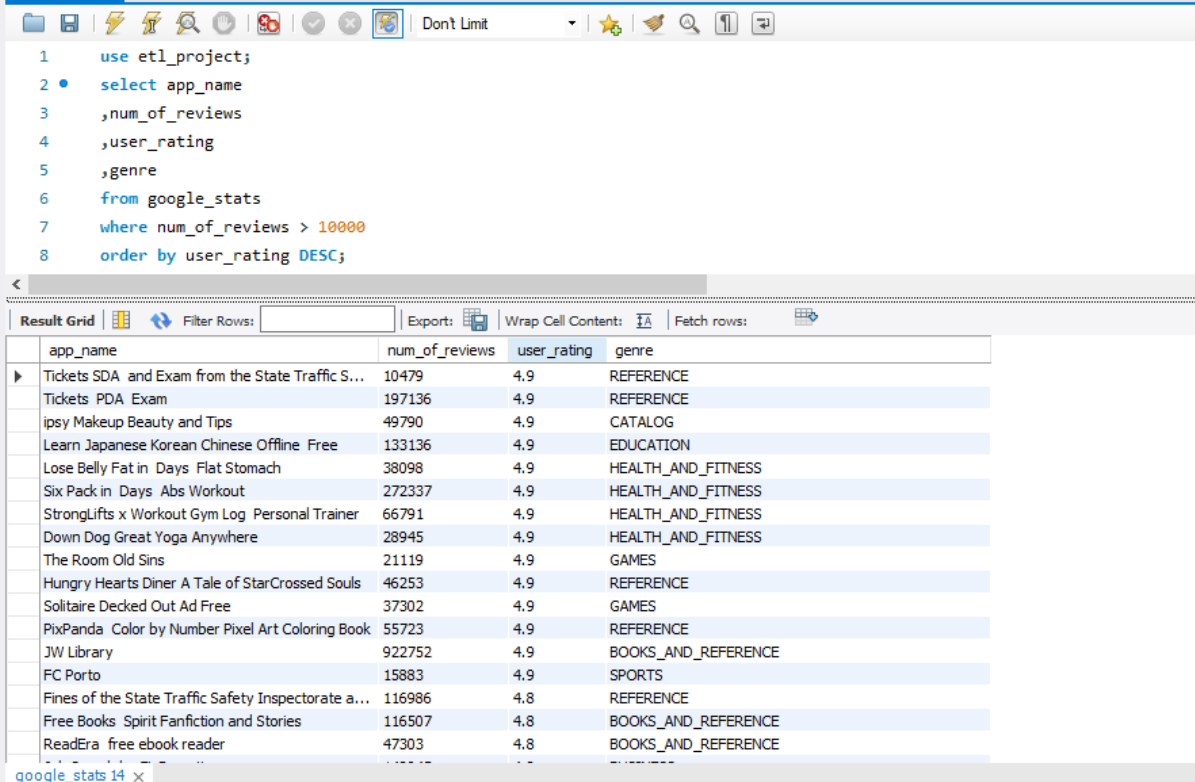 Don't Limit
1 use etl_project;
2 select app_name
3 ,num_of_reviews
4 ,user_rating
5 ,genre
6 from google_stats
7 where num_of_reviews > 10000
8 order by user_rating DESC;
Result Grid Filter Rows: Export: Wrap Cell Content: IA Fetch rows:
app_name num_of_reviews user_rating genre
Tickets SDA and Exam from the State Traffic S... 10479 4.9 REFERENCE
Tickets PDA Exam 197136 4.9 REFERENCE
ipsy Makeup Beauty and Tips 49790 4.9 CATALOG
Learn Japanese Korean Chinese Offline Free 133136 4.9 EDUCATION
Lose Belly Fat in Days Flat Stomach 38098 4.9 HEALTH_AND_FITNESS
Six Pack in Days Abs Workout 272337 4.9 HEALTH_AND_FITNESS
StrongLifts x Workout Gym Log Personal Trainer 66791 4.9 HEALTH_AND_FITNESS
Down Dog Great Yoga Anywhere 28945 4.9 HEALTH_AND_FITNESS
The Room Old Sins 21119 4.9 GAMES
Hungry Hearts Diner A Tale of StarCrossed Souls 46253 4.9 REFERENCE
Solitaire Decked Out Ad Free 37302 4.9 GAMES
PixPanda Color by Number Pixel Art Coloring Book 55723 4.9 REFERENCE
JW Library 922752 4.9 BOOKS_AND_REFERENCE
FC Porto 15883 4.9 SPORTS
Fines of the State Traffic Safety Inspectorate a... 116986 4.8 REFERENCE
Free Books Spirit Fanfiction and Stories 116507 4.8 BOOKS_AND_REFERENCE
ReadEra free ebook reader 47303 4.8 BOOKS_AND_REFERENCE
google_stats 14